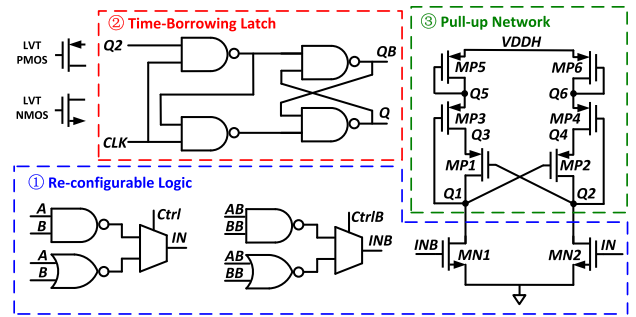 ② Time-Borrowing Latch
③ Pull-up Network
LVT
PMOS
LVT
NMOS
Q2
CLK
QB
Q
VDDH
MP5
MP6
Q5
Q6
MP3
MP4
Q3
Q4
MP1
MP2
Q1
Q2
① Re-configurable Logic
A
B
A
B
Ctrl
IN
AB
BB
AB
BB
CtrlB
INB
INB
MN1
MN2
IN